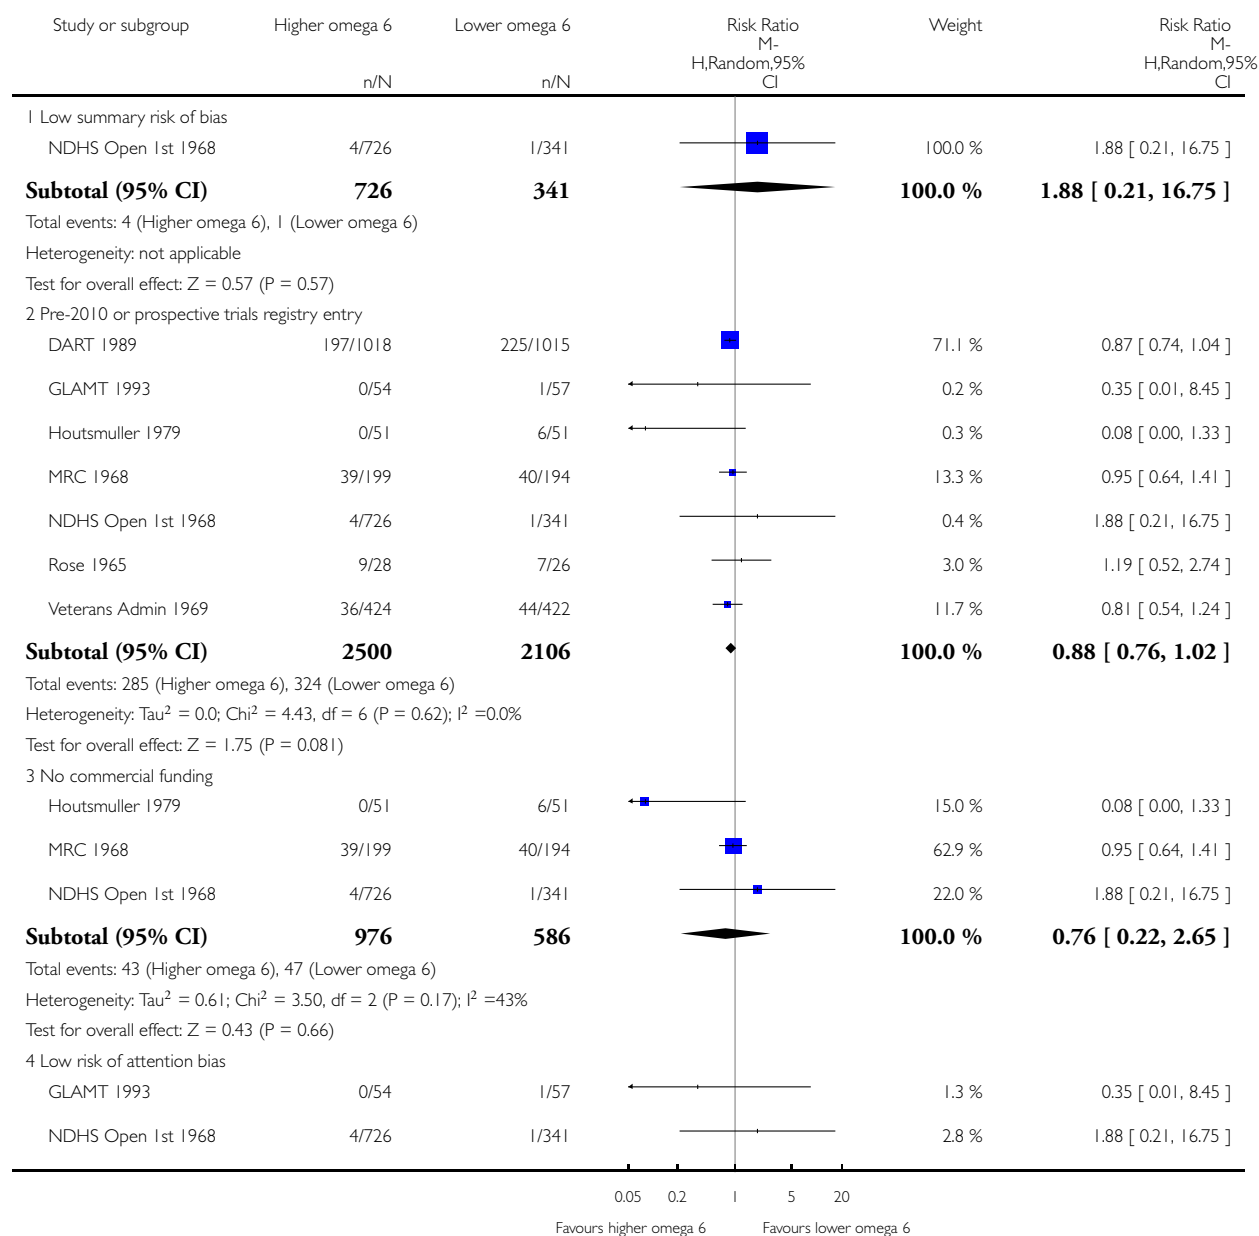 Study or subgroup Higher omega 6 Lower omega 6 Risk Ratio Weight Risk Ratio
M- M-
H,Random,95% H,Random,95%
n/N n/N CI CI
1 Low summary risk of bias
NDHS Open 1st 1968 4/726 1/341 100.0 % 1.88 [ 0.21, 16.75 ]
Subtotal (95% CI) 726 341 100.0 % 1.88 [ 0.21, 16.75 ]
Total events: 4 (Higher omega 6), 1 (Lower omega 6)
Heterogeneity: not applicable
Test for overall effect: Z = 0.57 (P = 0.57)
2 Pre-2010 or prospective trials registry entry
DART 1989 197/1018 225/1015 71.1 % 0.87 [ 0.74, 1.04 ]
GLAMT 1993 0/54 1/57 0.2 % 0.35 [ 0.01, 8.45 ]
Houtsmuller 1979 0/51 6/51 0.3 % 0.08 [ 0.00, 1.33 ]
MRC 1968 39/199 40/194 13.3 % 0.95 [ 0.64, 1.41 ]
NDHS Open 1st 1968 4/726 1/341 0.4 % 1.88 [ 0.21, 16.75 ]
Rose 1965 9/28 7/26 3.0 % 1.19 [ 0.52, 2.74 ]
Veterans Admin 1969 36/424 44/422 11.7 % 0.81 [ 0.54, 1.24 ]
Subtotal (95% CI) 2500 2106 100.0 % 0.88 [ 0.76, 1.02 ]
Total events: 285 (Higher omega 6), 324 (Lower omega 6)
Heterogeneity: Tau² = 0.0; Chi² = 4.43, df = 6 (P = 0.62); I² =0.0%
Test for overall effect: Z = 1.75 (P = 0.081)
3 No commercial funding
Houtsmuller 1979 0/51 6/51 15.0 % 0.08 [ 0.00, 1.33 ]
MRC 1968 39/199 40/194 62.9 % 0.95 [ 0.64, 1.41 ]
NDHS Open 1st 1968 4/726 1/341 22.0 % 1.88 [ 0.21, 16.75 ]
Subtotal (95% CI) 976 586 100.0 % 0.76 [ 0.22, 2.65 ]
Total events: 43 (Higher omega 6), 47 (Lower omega 6)
Heterogeneity: Tau² = 0.61; Chi² = 3.50, df = 2 (P = 0.17); I² =43%
Test for overall effect: Z = 0.43 (P = 0.66)
4 Low risk of attention bias
GLAMT 1993 0/54 1/57 1.3 % 0.35 [ 0.01, 8.45 ]
NDHS Open 1st 1968 4/726 1/341 2.8 % 1.88 [ 0.21, 16.75 ]
0.05 0.2 1 5 20
Favours higher omega 6 Favours lower omega 6